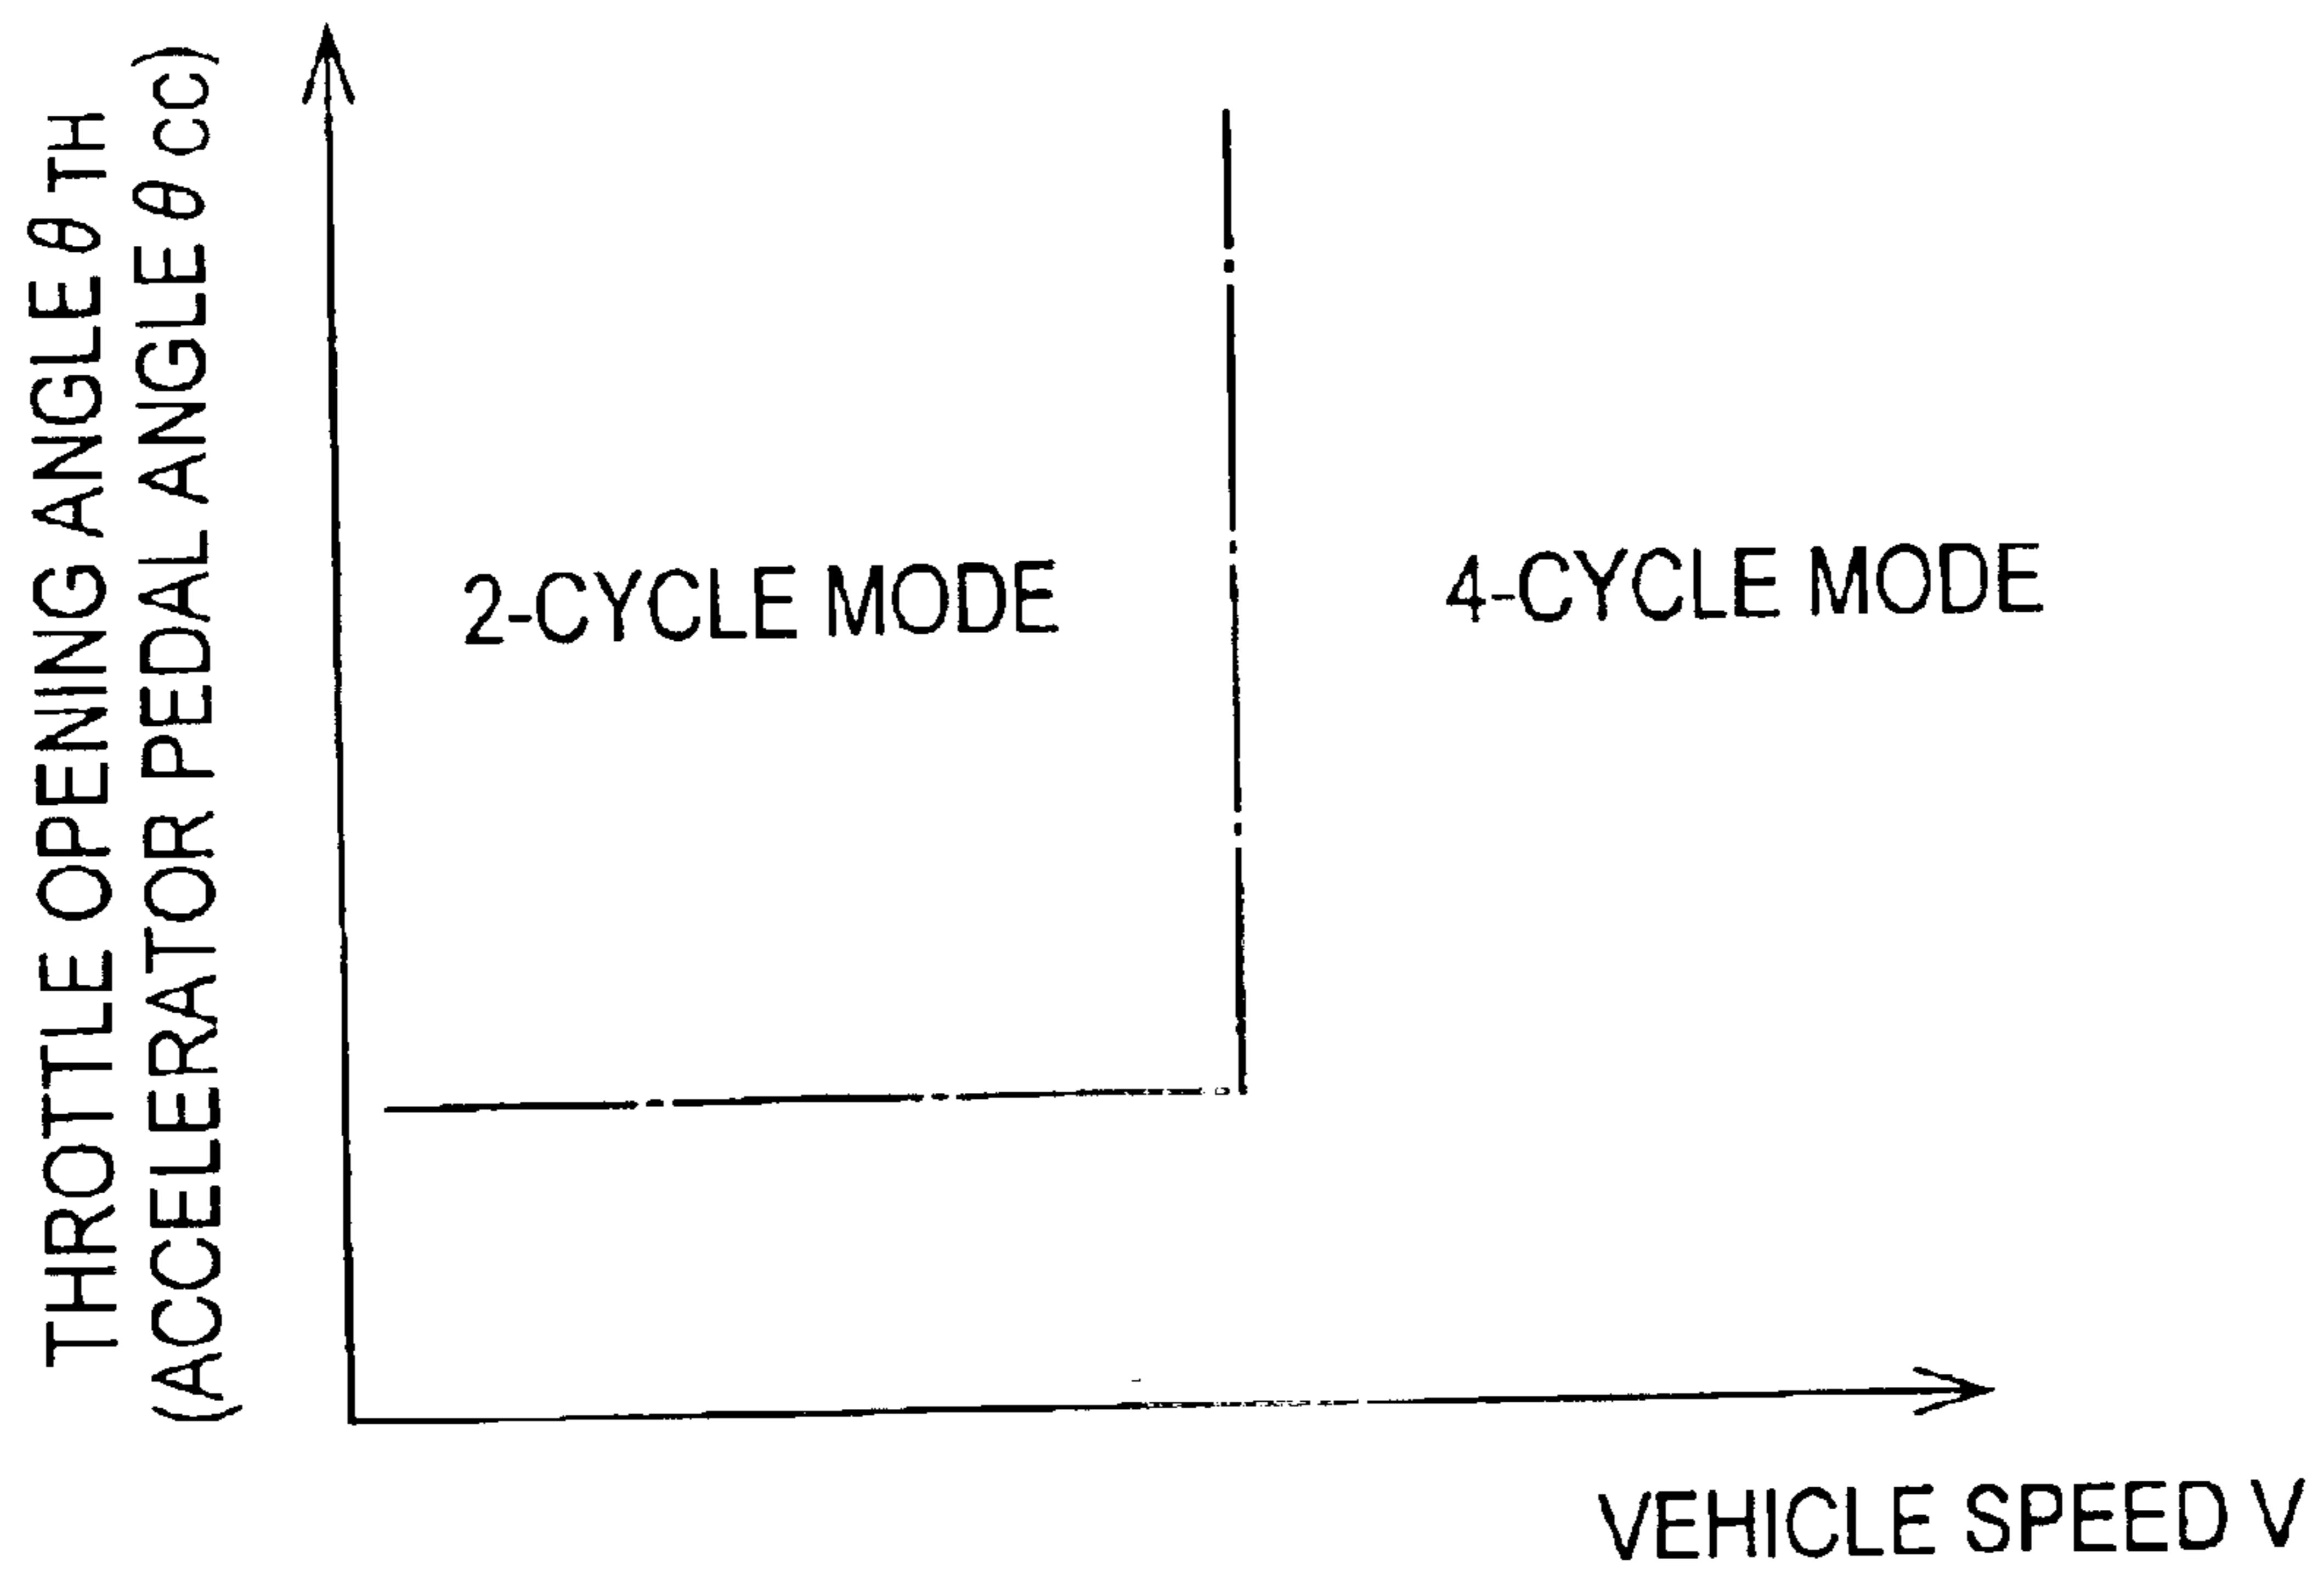 THROTTLE OPENING ANGLE θ TH
(ACCELERATOR PEDAL ANGLE θ CC)
2-CYCLE MODE
4-CYCLE MODE
VEHICLE SPEED V